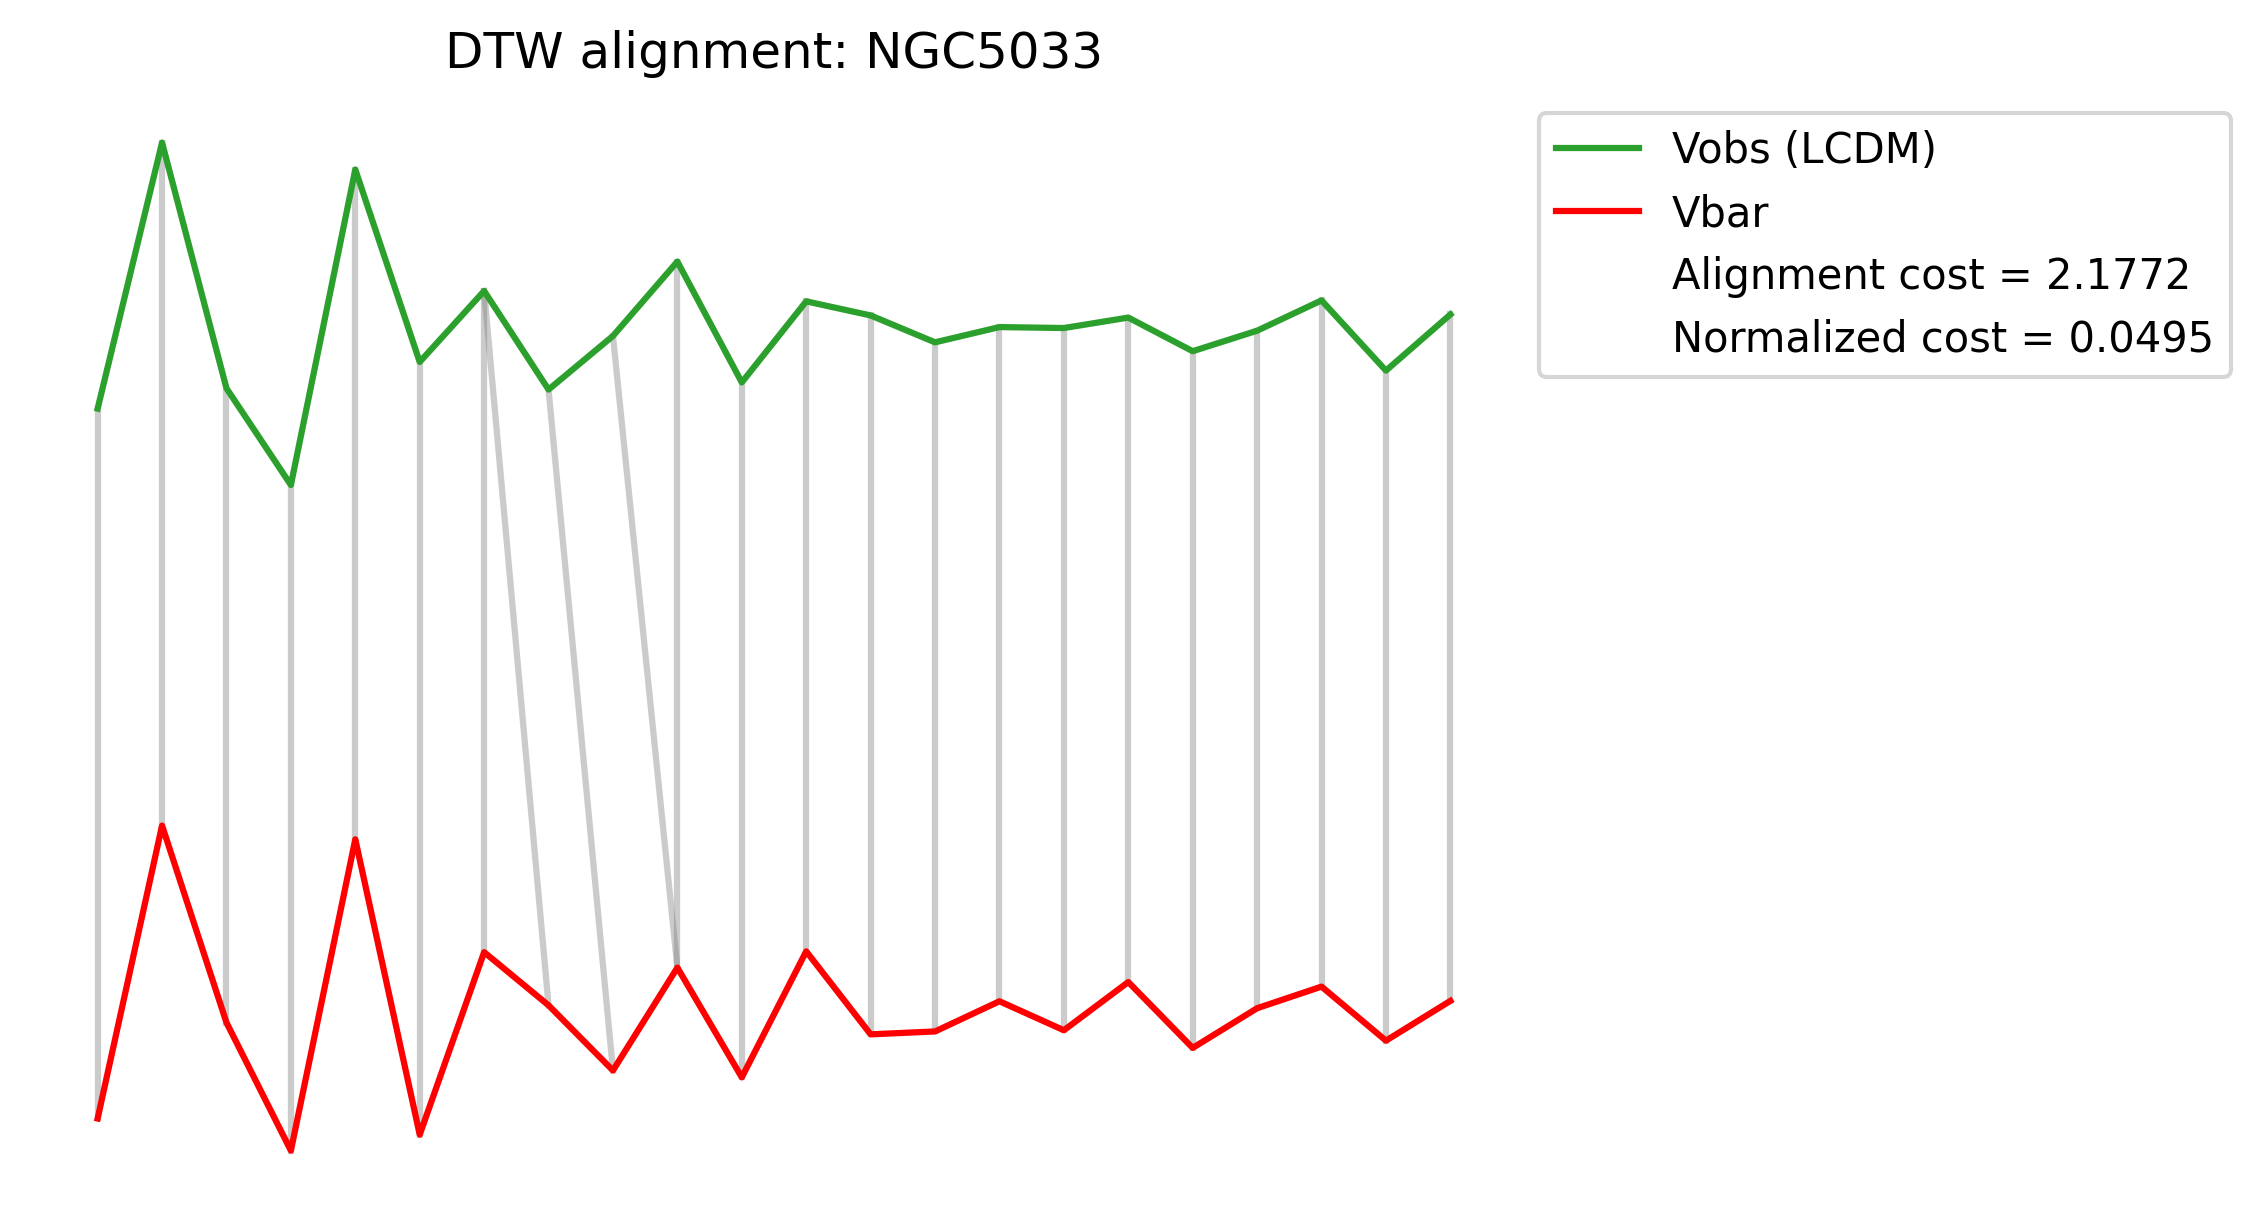 DTW alignment: NGC5033
Vobs (LCDM)
Vbar
Alignment cost = 2.1772
Normalized cost = 0.0495